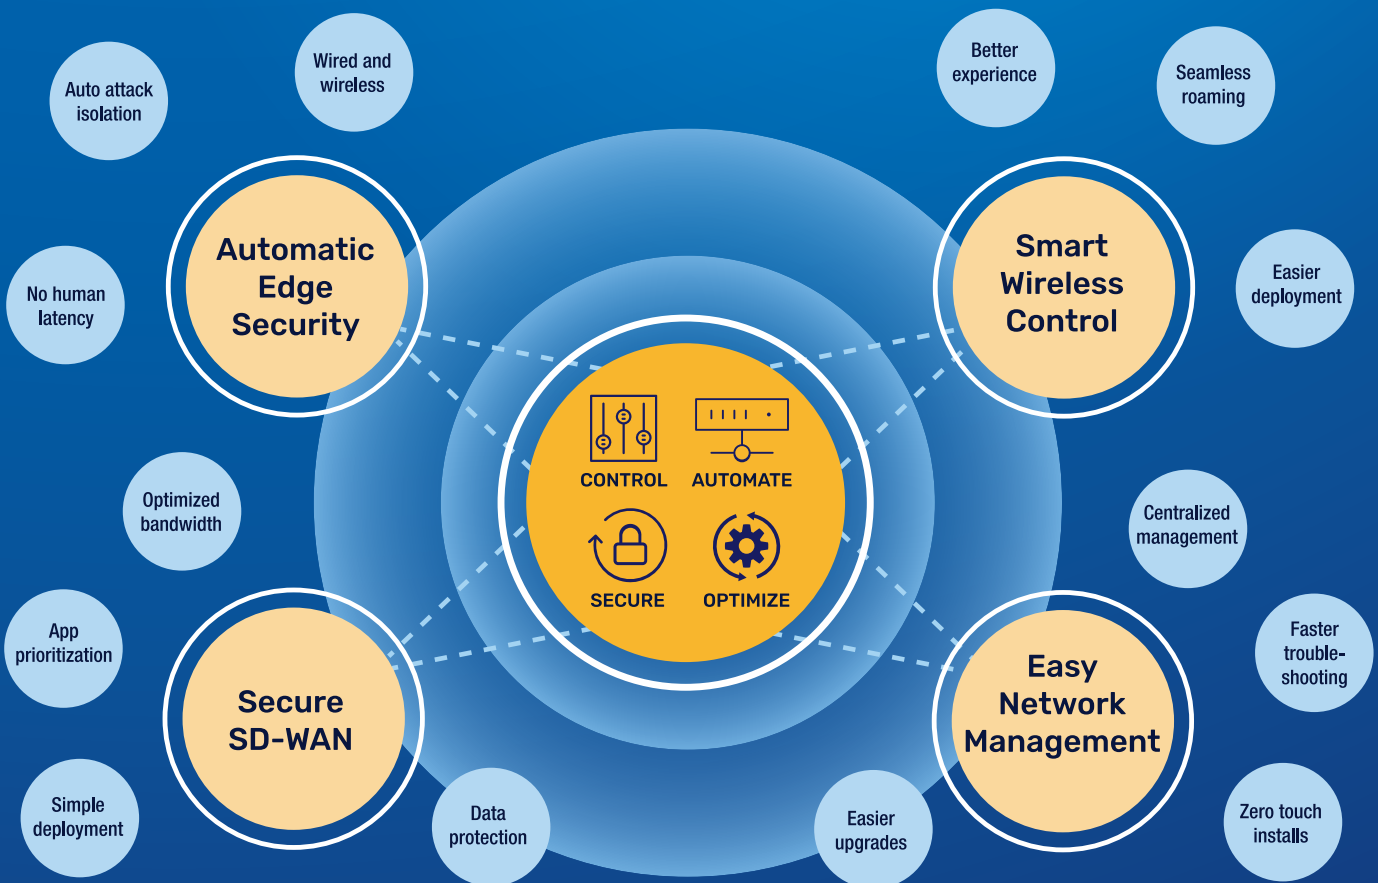 Auto attack
isolation
Wired and
wireless
Better
experience
Seamless
roaming
Automatic
Edge
Security
Smart
Wireless
Control
No human
latency
Easier
deployment
CONTROL
AUTOMATE
SECURE
OPTIMIZE
Optimized
bandwidth
Centralized
management
App
prioritization
Faster
trouble-
shooting
Secure
SD-WAN
Easy
Network
Management
Simple
deployment
Data
protection
Easier
upgrades
Zero touch
installs